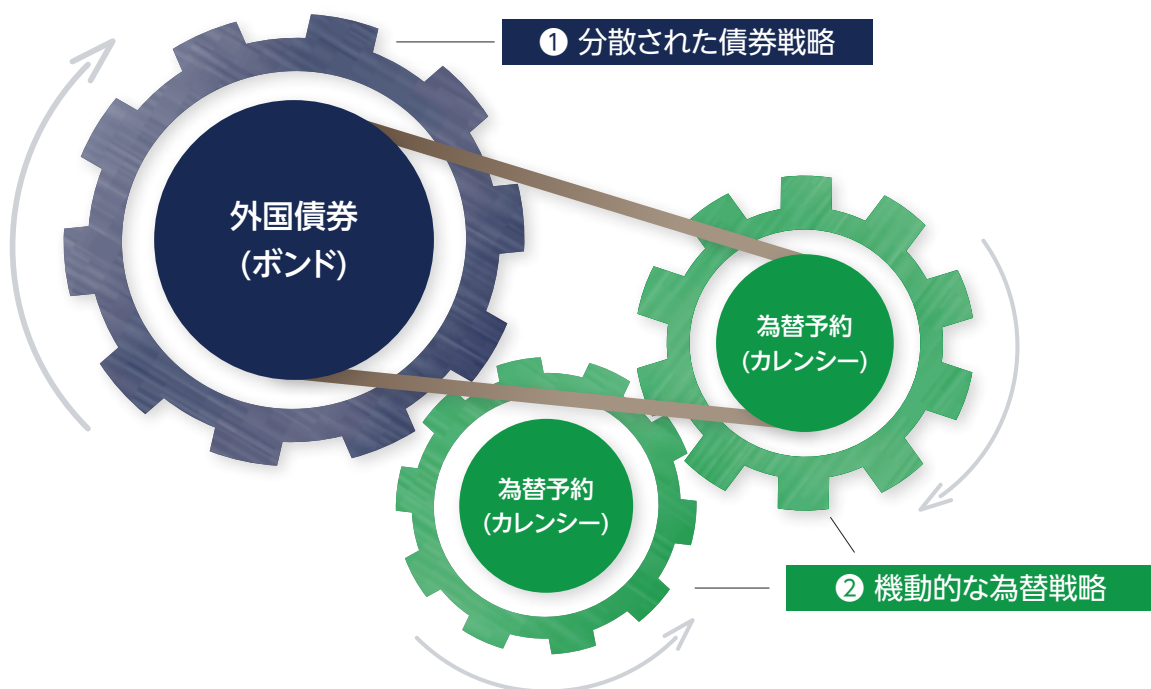 ❶ 分散された債券戦略
外国債券
(ボンド)
為替予約
(カレンシー)
為替予約
(カレンシー)
❷ 機動的な為替戦略